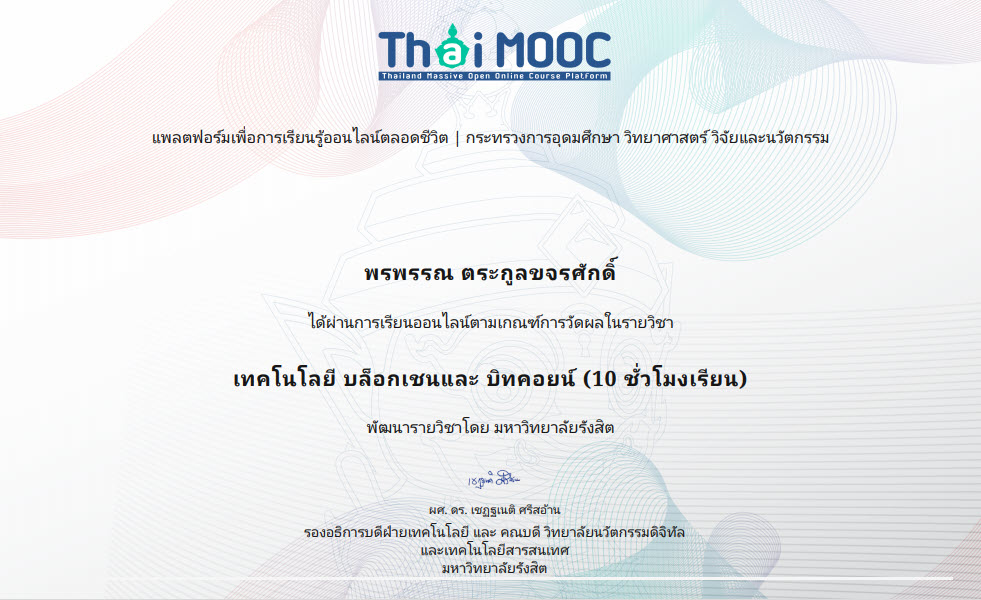 Thai MOOC
Thailand Massive Open Online Course Platform
แพลตฟอร์มเพื่อการเรียนรู้ออนไลน์ตลอดชีวิต | กระทรวงการอุดมศึกษา วิทยาศาสตร์ วิจัยและนวัตกรรม
พรพรรณ ตระกูลขจรศักดิ์
ได้ผ่านการเรียนออนไลน์ตามเกณฑ์การวัดผลในรายวิชา
เทคโนโลยี บล็อกเชนและ บิทคอยน์ (10 ชั่วโมงเรียน)
พัฒนารายวิชาโดย มหาวิทยาลัยรังสิต
ผศ. ดร. เชฏฐเนติ ศรีสอ้าน
รองอธิการบดีฝ่ายเทคโนโลยี และ คณบดี วิทยาลัยนวัตกรรมดิจิทัล
และเทคโนโลยีสารสนเทศ
มหาวิทยาลัยรังสิต